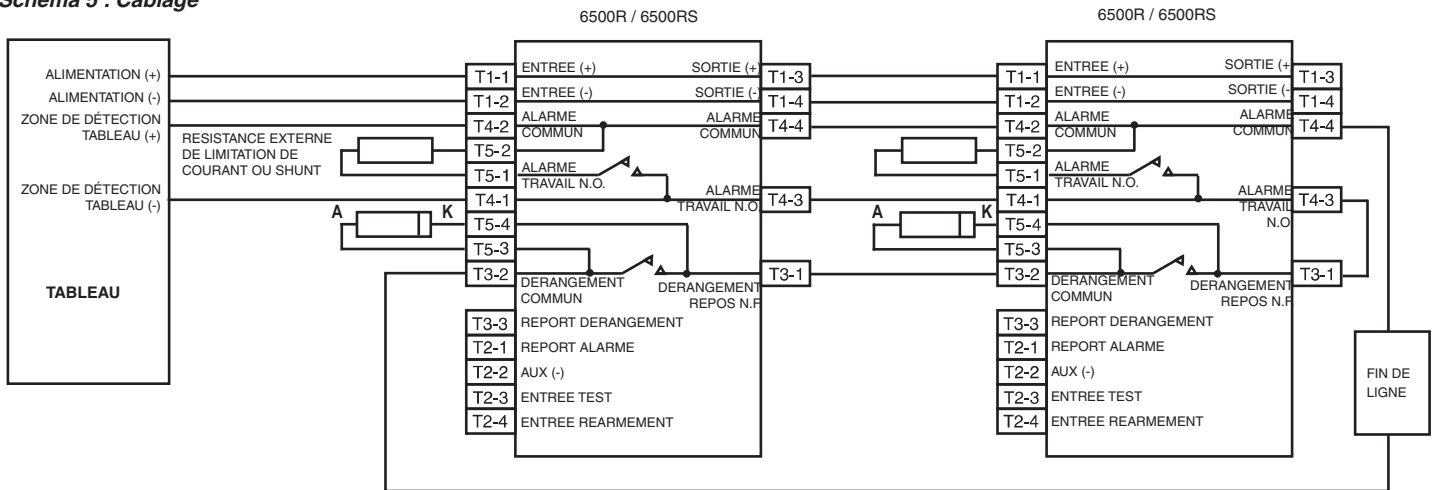 Schéma 5 : Câblage
6500R / 6500RS
6500R / 6500RS
ALIMENTATION (+)
ALIMENTATION (-)
ZONE DE DÉTECTION
TABLEAU (+)
ZONE DE DÉTECTION
TABLEAU (-)
TABLEAU
RESISTANCE EXTERNE
DE LIMITATION DE
COURANT OU SHUNT
A K
T1-1 ENTREE (+) SORTIE (+ T1-3
T1-2 ENTREE (-) SORTIE (- T1-4
T4-2 ALARME ALARME T4-4
COMMUN COMMUN
T5-2
T5-1 ALARME
TRAVAIL N.O.
T4-1 ALARME T4-3
TRAVAIL N.O
T5-4
T5-3
T3-2 T3-1
DERANGEMENT DERANGEMENT
COMMUN REPOS N.F
T3-3 REPORT DERANGEMENT
T2-1 REPORT ALARME
T2-2 AUX (-)
T2-3 ENTREE TEST
T2-4 ENTREE REARMEMENT
A K
T1-1 ENTREE (+) SORTIE (+ T1-3
T1-2 ENTREE (-) SORTIE (- T1-4
T4-2 ALARME ALARME T4-4
COMMUN COMMUN
T5-2
T5-1 ALARME
TRAVAIL N.O.
T4-1 ALARME T4-3
TRAVAIL
N.O
T5-4
T5-3
T3-2 T3-1
DERANGEMENT DERANGEMENT
COMMUN REPOS N.F
T3-3 REPORT DERANGEMENT
T2-1 REPORT ALARME
T2-2 AUX (-)
T2-3 ENTREE TEST
T2-4 ENTREE REARMEMENT
FIN DE
LIGNE